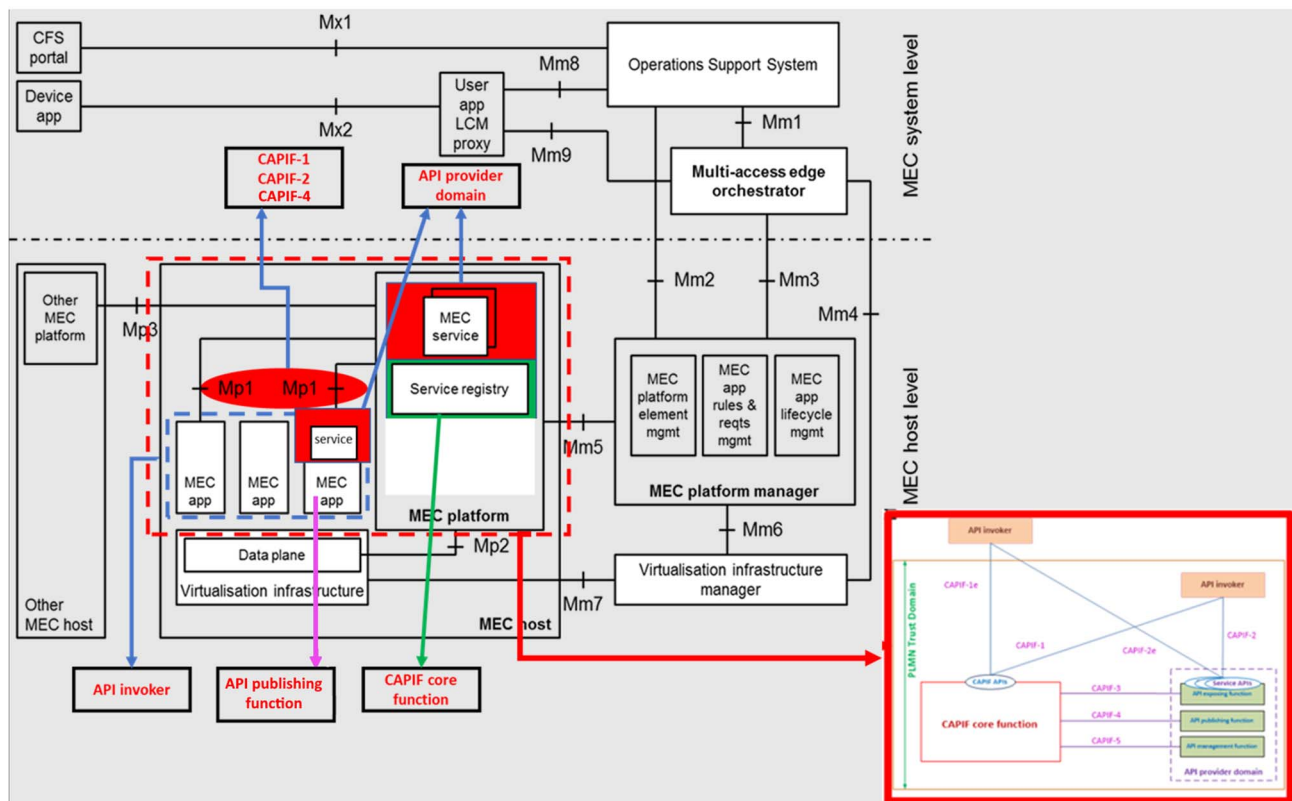 CFS
portal
Mx1
Operations Support System
Device
app
Mx2
User
app
LCM
proxy
Mm8
Mm9
Mm1
MEC system level
CAPIF-1
CAPIF-2
CAPIF-4
API provider
domain
Multi-access edge
orchestrator
Other
MEC
platform
Mp3
MEC
service
Mm2
Mm3
Mm4
Mp1
Mp1
Service registry
service
MEC
app
MEC
app
MEC
app
MEC platform
Mm5
MEC
platform
element
mgmt
MEC
app
rules &
reqts
mgmt
MEC
app
lifecycle
mgmt
MEC platform manager
MEC host level
Data plane
Mp2
Virtualisation infrastructure
Mm6
Virtualisation infrastructure
manager
Mm7
Other
MEC host
MEC host
API invoker
API publishing
function
CAPIF core
function
API invoker
API invoker
PLMN Trust Domain
CAPIF-1e
CAPIF-1
CAPIF-2e
CAPIF-2
CAPIF APIs
Service APIs
CAPIF core function
CAPIF-3
CAPIF-4
CAPIF-5
API exposing function
API publishing function
API management function
API provider domain